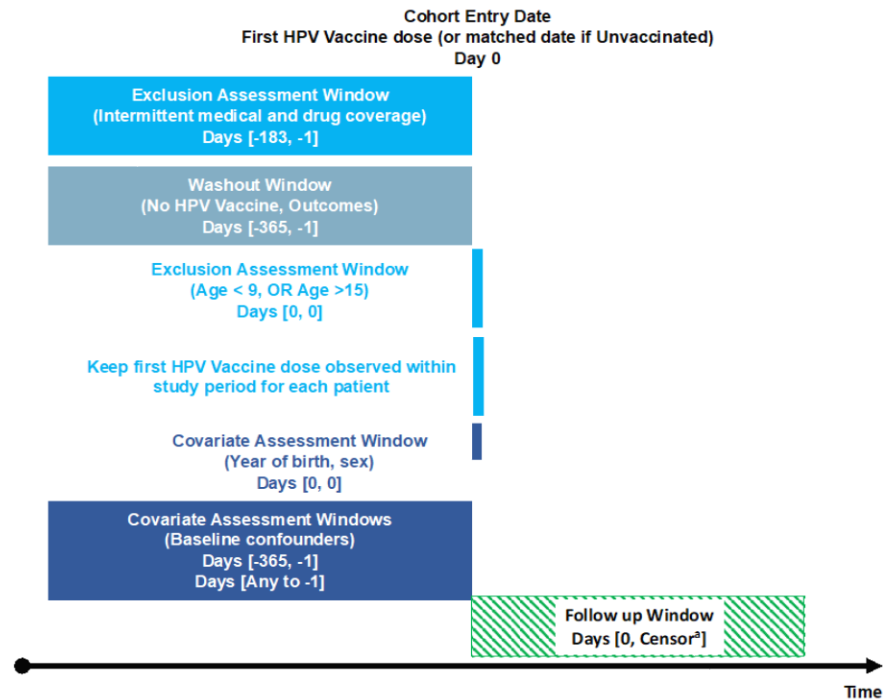 Cohort Entry Date
First HPV Vaccine dose (or matched date if Unvaccinated)
Day 0
Exclusion Assessment Window
(Intermittent medical and drug coverage)
Days [-183, -1]
Washout Window
(No HPV Vaccine, Outcomes)
Days [-365, -1]
Exclusion Assessment Window
(Age < 9, OR Age >15)
Days [0, 0]
Keep first HPV Vaccine dose observed within
study period for each patient
Covariate Assessment Window
(Year of birth, sex)
Days [0, 0]
Covariate Assessment Windows
(Baseline confounders)
Days [-365, -1]
Days [Any to -1]
Follow up Window
Days [0, Censorᵃ]
Time